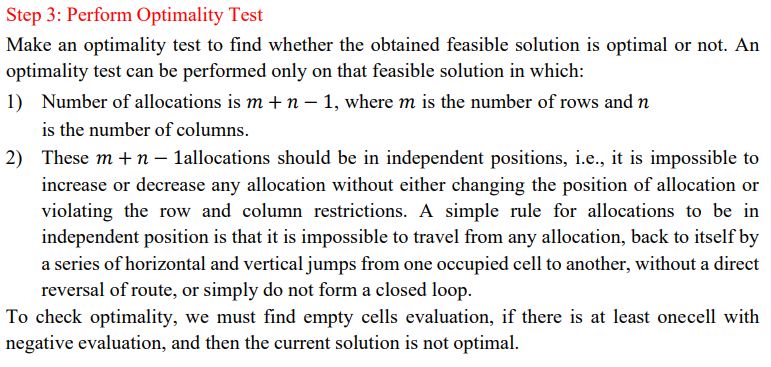 Step 3: Perform Optimality Test
Make an optimality test to find whether the obtained feasible solution is optimal or not. An
optimality test can be performed only on that feasible solution in which:
1) Number of allocations is m + n − 1, where m is the number of rows and n
is the number of columns.
2) These m + n − 1allocations should be in independent positions, i.e., it is impossible to
increase or decrease any allocation without either changing the position of allocation or
violating the row and column restrictions. A simple rule for allocations to be in
independent position is that it is impossible to travel from any allocation, back to itself by
a series of horizontal and vertical jumps from one occupied cell to another, without a direct
reversal of route, or simply do not form a closed loop.
To check optimality, we must find empty cells evaluation, if there is at least onecell with
negative evaluation, and then the current solution is not optimal.